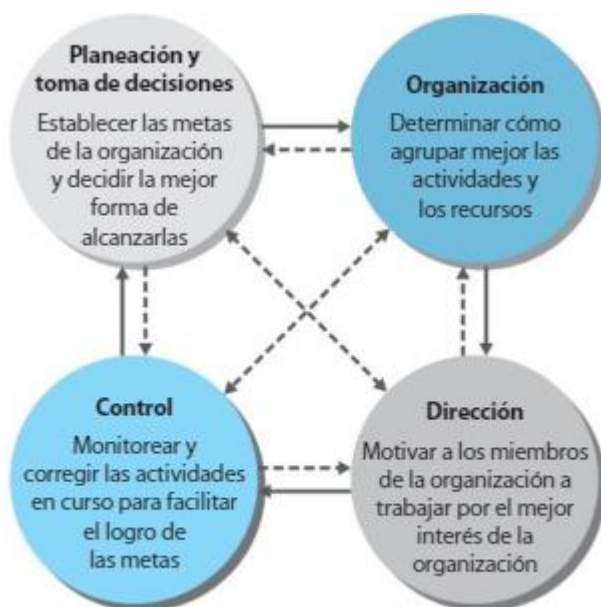 Planeación y
toma de decisiones
Establecer las metas
de la organización
y decidir la mejor
forma de
alcanzarlas
Organización
Determinar cómo
agrupar mejor las
actividades y
los recursos
Control
Monitorear y
corregir las actividades
en curso para facilitar
el logro de
las metas
Dirección
Motivar a los miembros
de la organización a
trabajar por el mejor
interés de la
organización